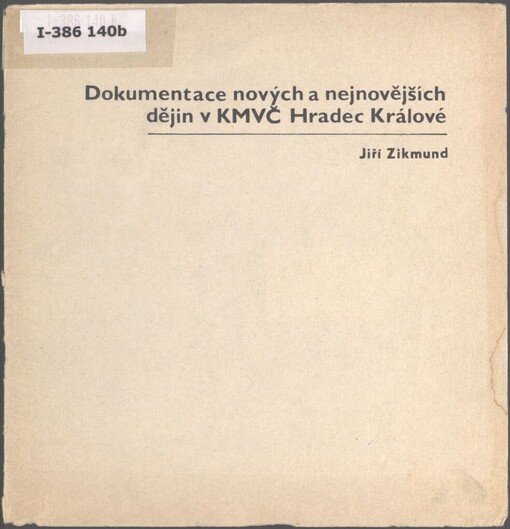 I-386 140b
Dokumentace nových a nejnovějších
dějin v KMVČ Hradec Králové
Jiří Zikmund